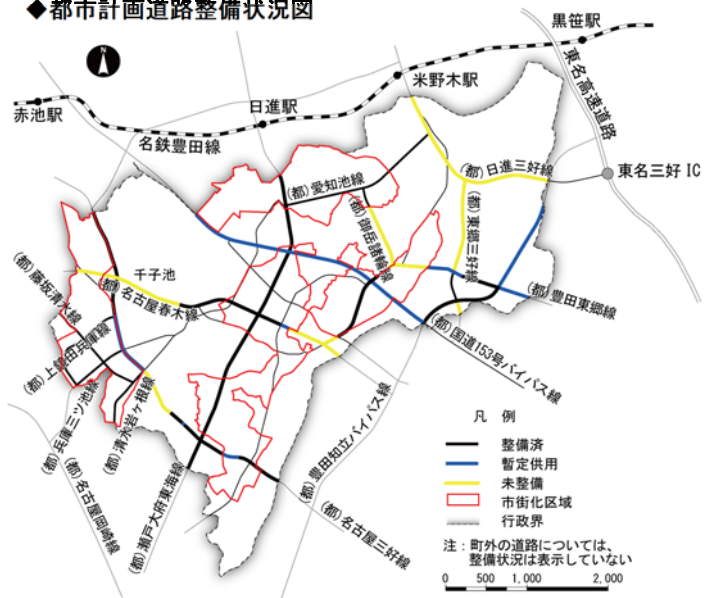 ◆都市計画道路整備状況図
N
黒笹駅
米野木駅
東名高速道路
赤池駅
日進駅
名鉄豊田線
(都)日進三好線
東名三好 IC
(都)愛知池線
(都)御岳諸輪線
(都)東郷三好線
千子池
(都)名古屋春木線
(都)藤坂清水線
(都)上鏡田兵庫線
(都)豊田東郷線
(都)国道153号バイパス線
(都)兵庫三ツ池線
(都)清水岩ケ根線
(都)名古屋岡崎線
(都)瀬戸大府東海線
(都)豊田知立バイパス線
(都)名古屋三好線
凡 例
整備済
暫定供用
未整備
市街化区域
行政界
注：町外の道路については、
整備状況は表示していない
0 500 1,000 2,000